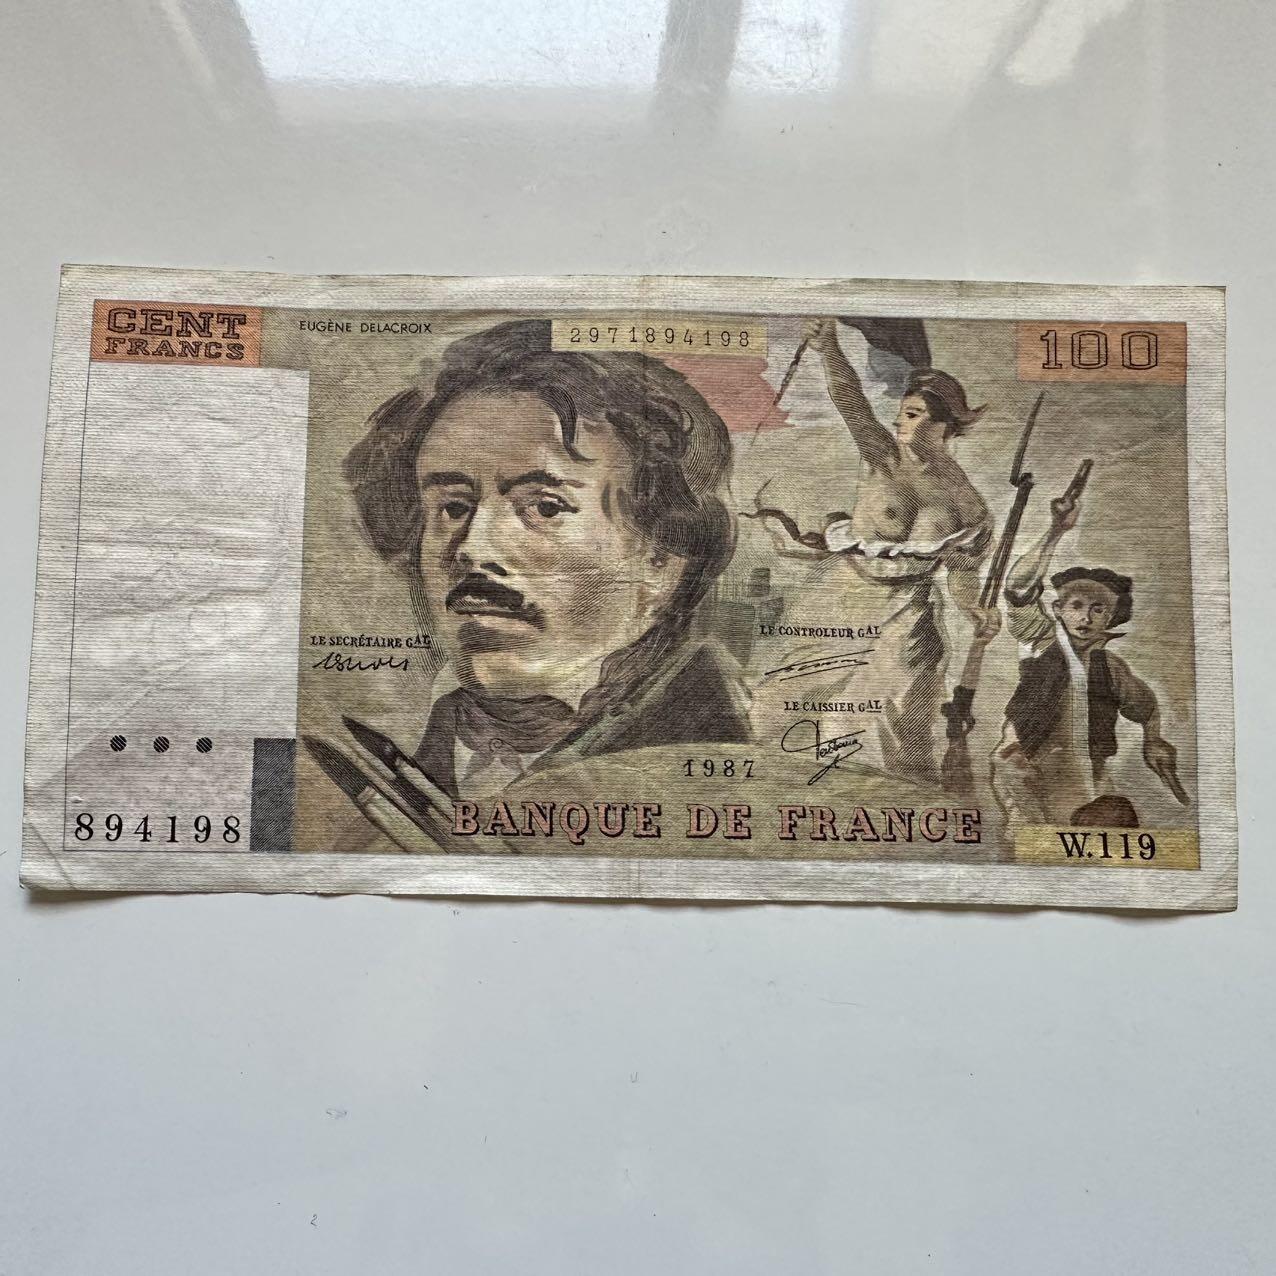 CENT
FRANCS
EUGÈNE DELACROIX
2971894198
100
LE SECRÉTAIRE GAL
LE CONTROLEUR GAL
LE CAISSIER GAL
1987
BANQUE DE FRANCE
894198
W.119